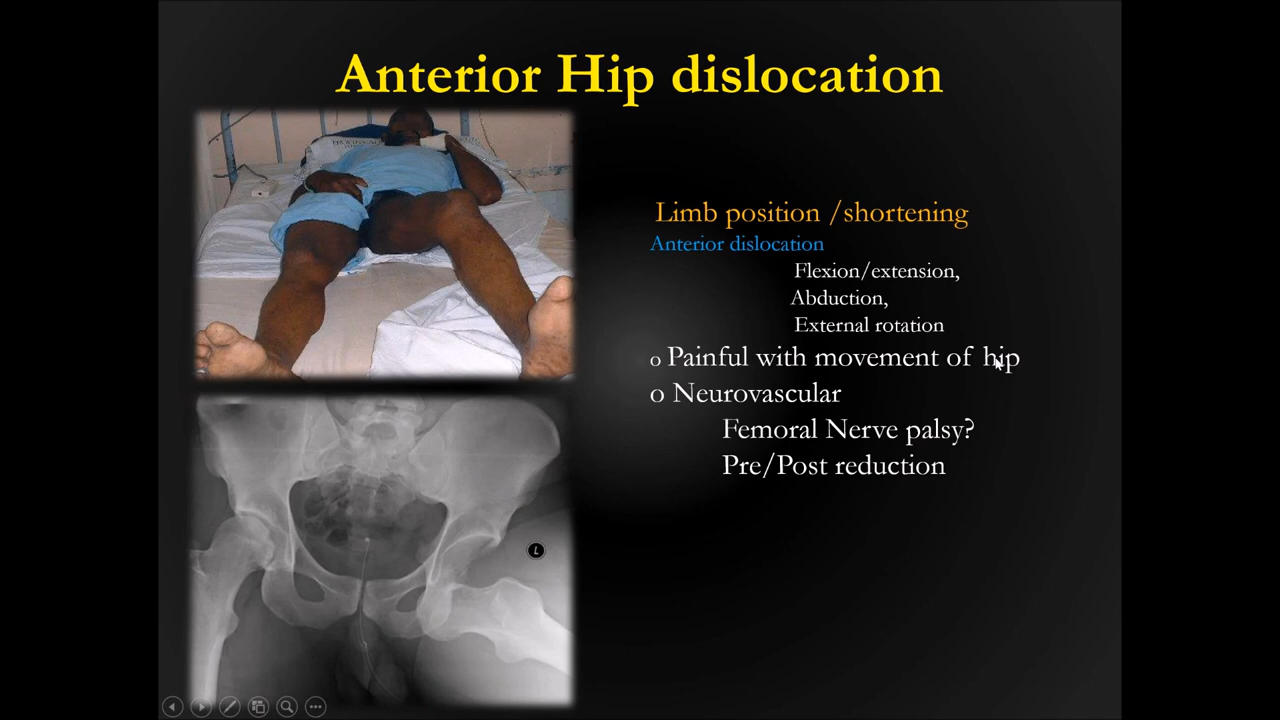 Anterior Hip dislocation
Limb position /shortening
Anterior dislocation
Flexion/extension,
Abduction,
External rotation
o Painful with movement of hip
o Neurovascular
Femoral Nerve palsy?
Pre/Post reduction
L